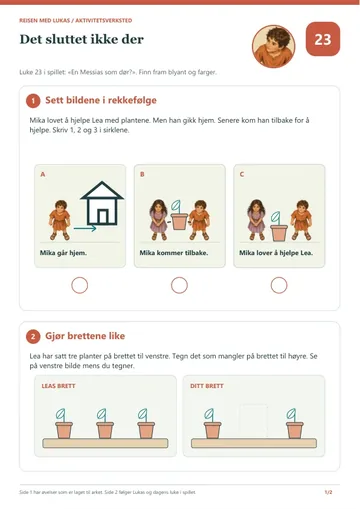 REISEN MED LUKAS / AKTIVITETSVERKSTED
Det sluttet ikke der
23
Luke 23 i spillet: «En Messias som dør?». Finn fram blyant og farger.
1 Sett bildene i rekkefølge
Mika lovet å hjelpe Lea med plantene. Men han gikk hjem. Senere kom han tilbake for å
hjelpe. Skriv 1, 2 og 3 i sirklene.
A
B
C
Mika går hjem.
Mika kommer tilbake.
Mika lover å hjelpe Lea.
2 Gjør brettene like
Lea har satt tre planter på brettet til venstre. Tegn det som mangler på brettet til høyre. Se
på venstre bilde mens du tegner.
LEAS BRETT
DITT BRETT
Side 1 har øvelser som er laget til arket. Side 2 følger Lukas og dagens luke i spillet.
1/2